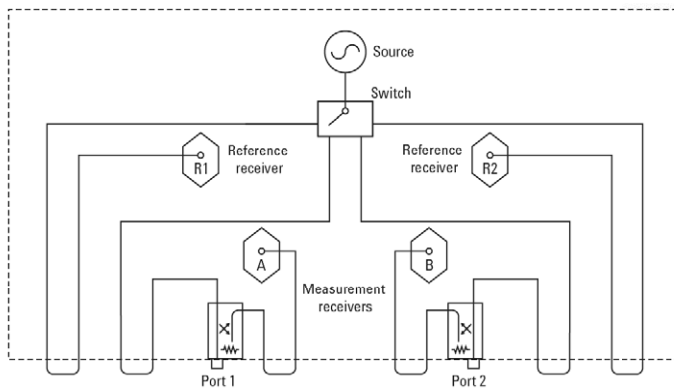 Source
Switch
Reference
receiver
R1
Reference
receiver
R2
A
B
Measurement
receivers
Port 1
Port 2